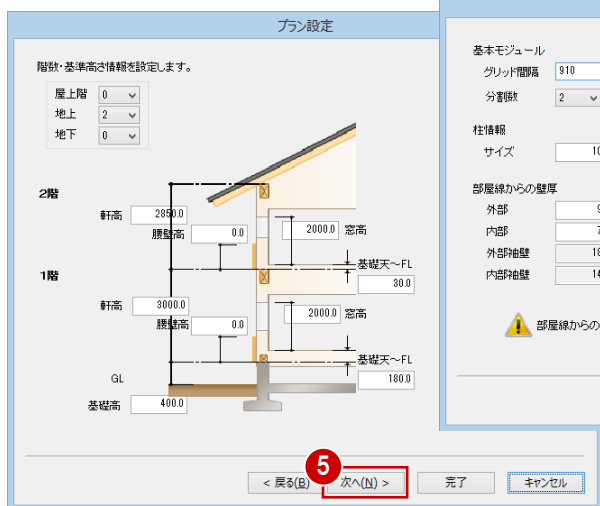 プラン設定
階数・基準高さ情報を設定します。
屋上階 0
地上 2
地下 0
2階
軒高 2850.0
腰壁高 0.0
2000.0 窓高
基礎天～FL
30.0
1階
軒高 3000.0
腰壁高 0.0
2000.0 窓高
基礎天～FL
180.0
GL
基礎高 400.0
5
< 戻る(B)
次へ(N) >
完了
キャンセル
基本モジュール
グリッド間隔 910
分割数 2
柱情報
サイズ 10
部屋線からの壁厚
外部
内部
外部袖壁 18
内部袖壁 14
部屋線からの